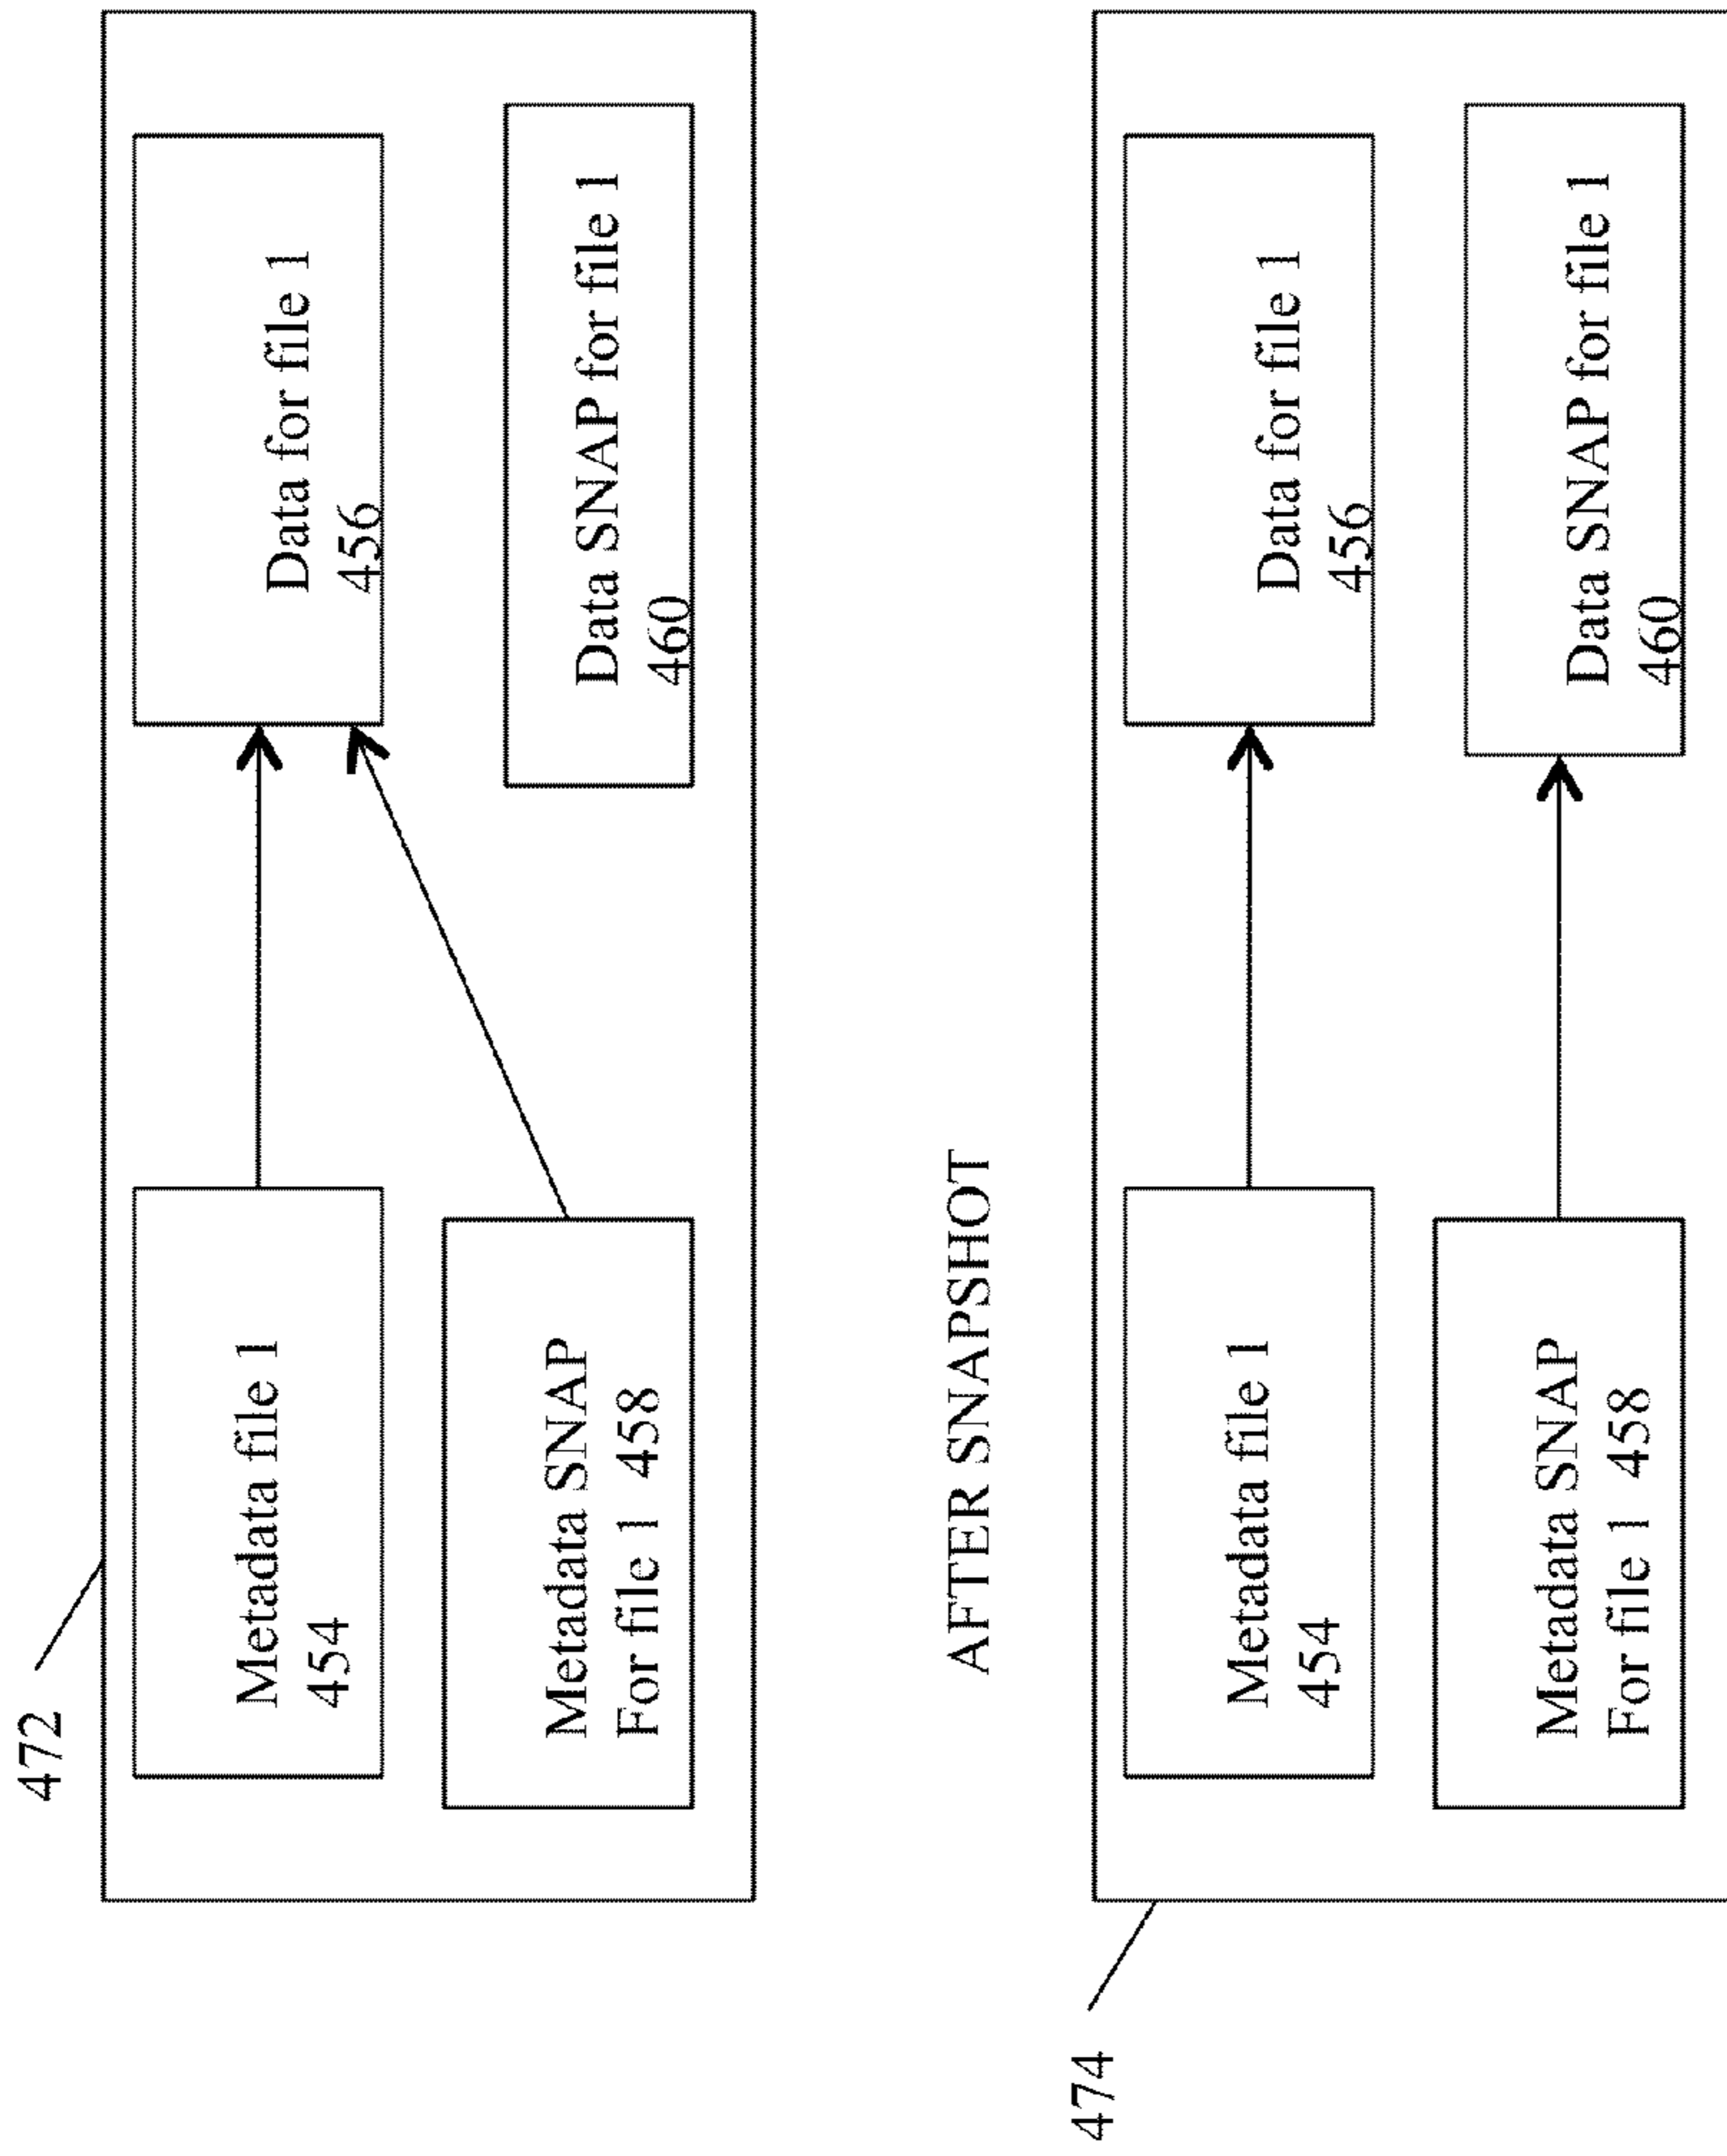 472
Metadata file 1
454
Data for file 1
456
Metadata SNAP
For file 1 458
Data SNAP for file 1
460
AFTER SNAPSHOT
474
Metadata file 1
454
Data for file 1
456
Metadata SNAP
For file 1 458
Data SNAP for file 1
460